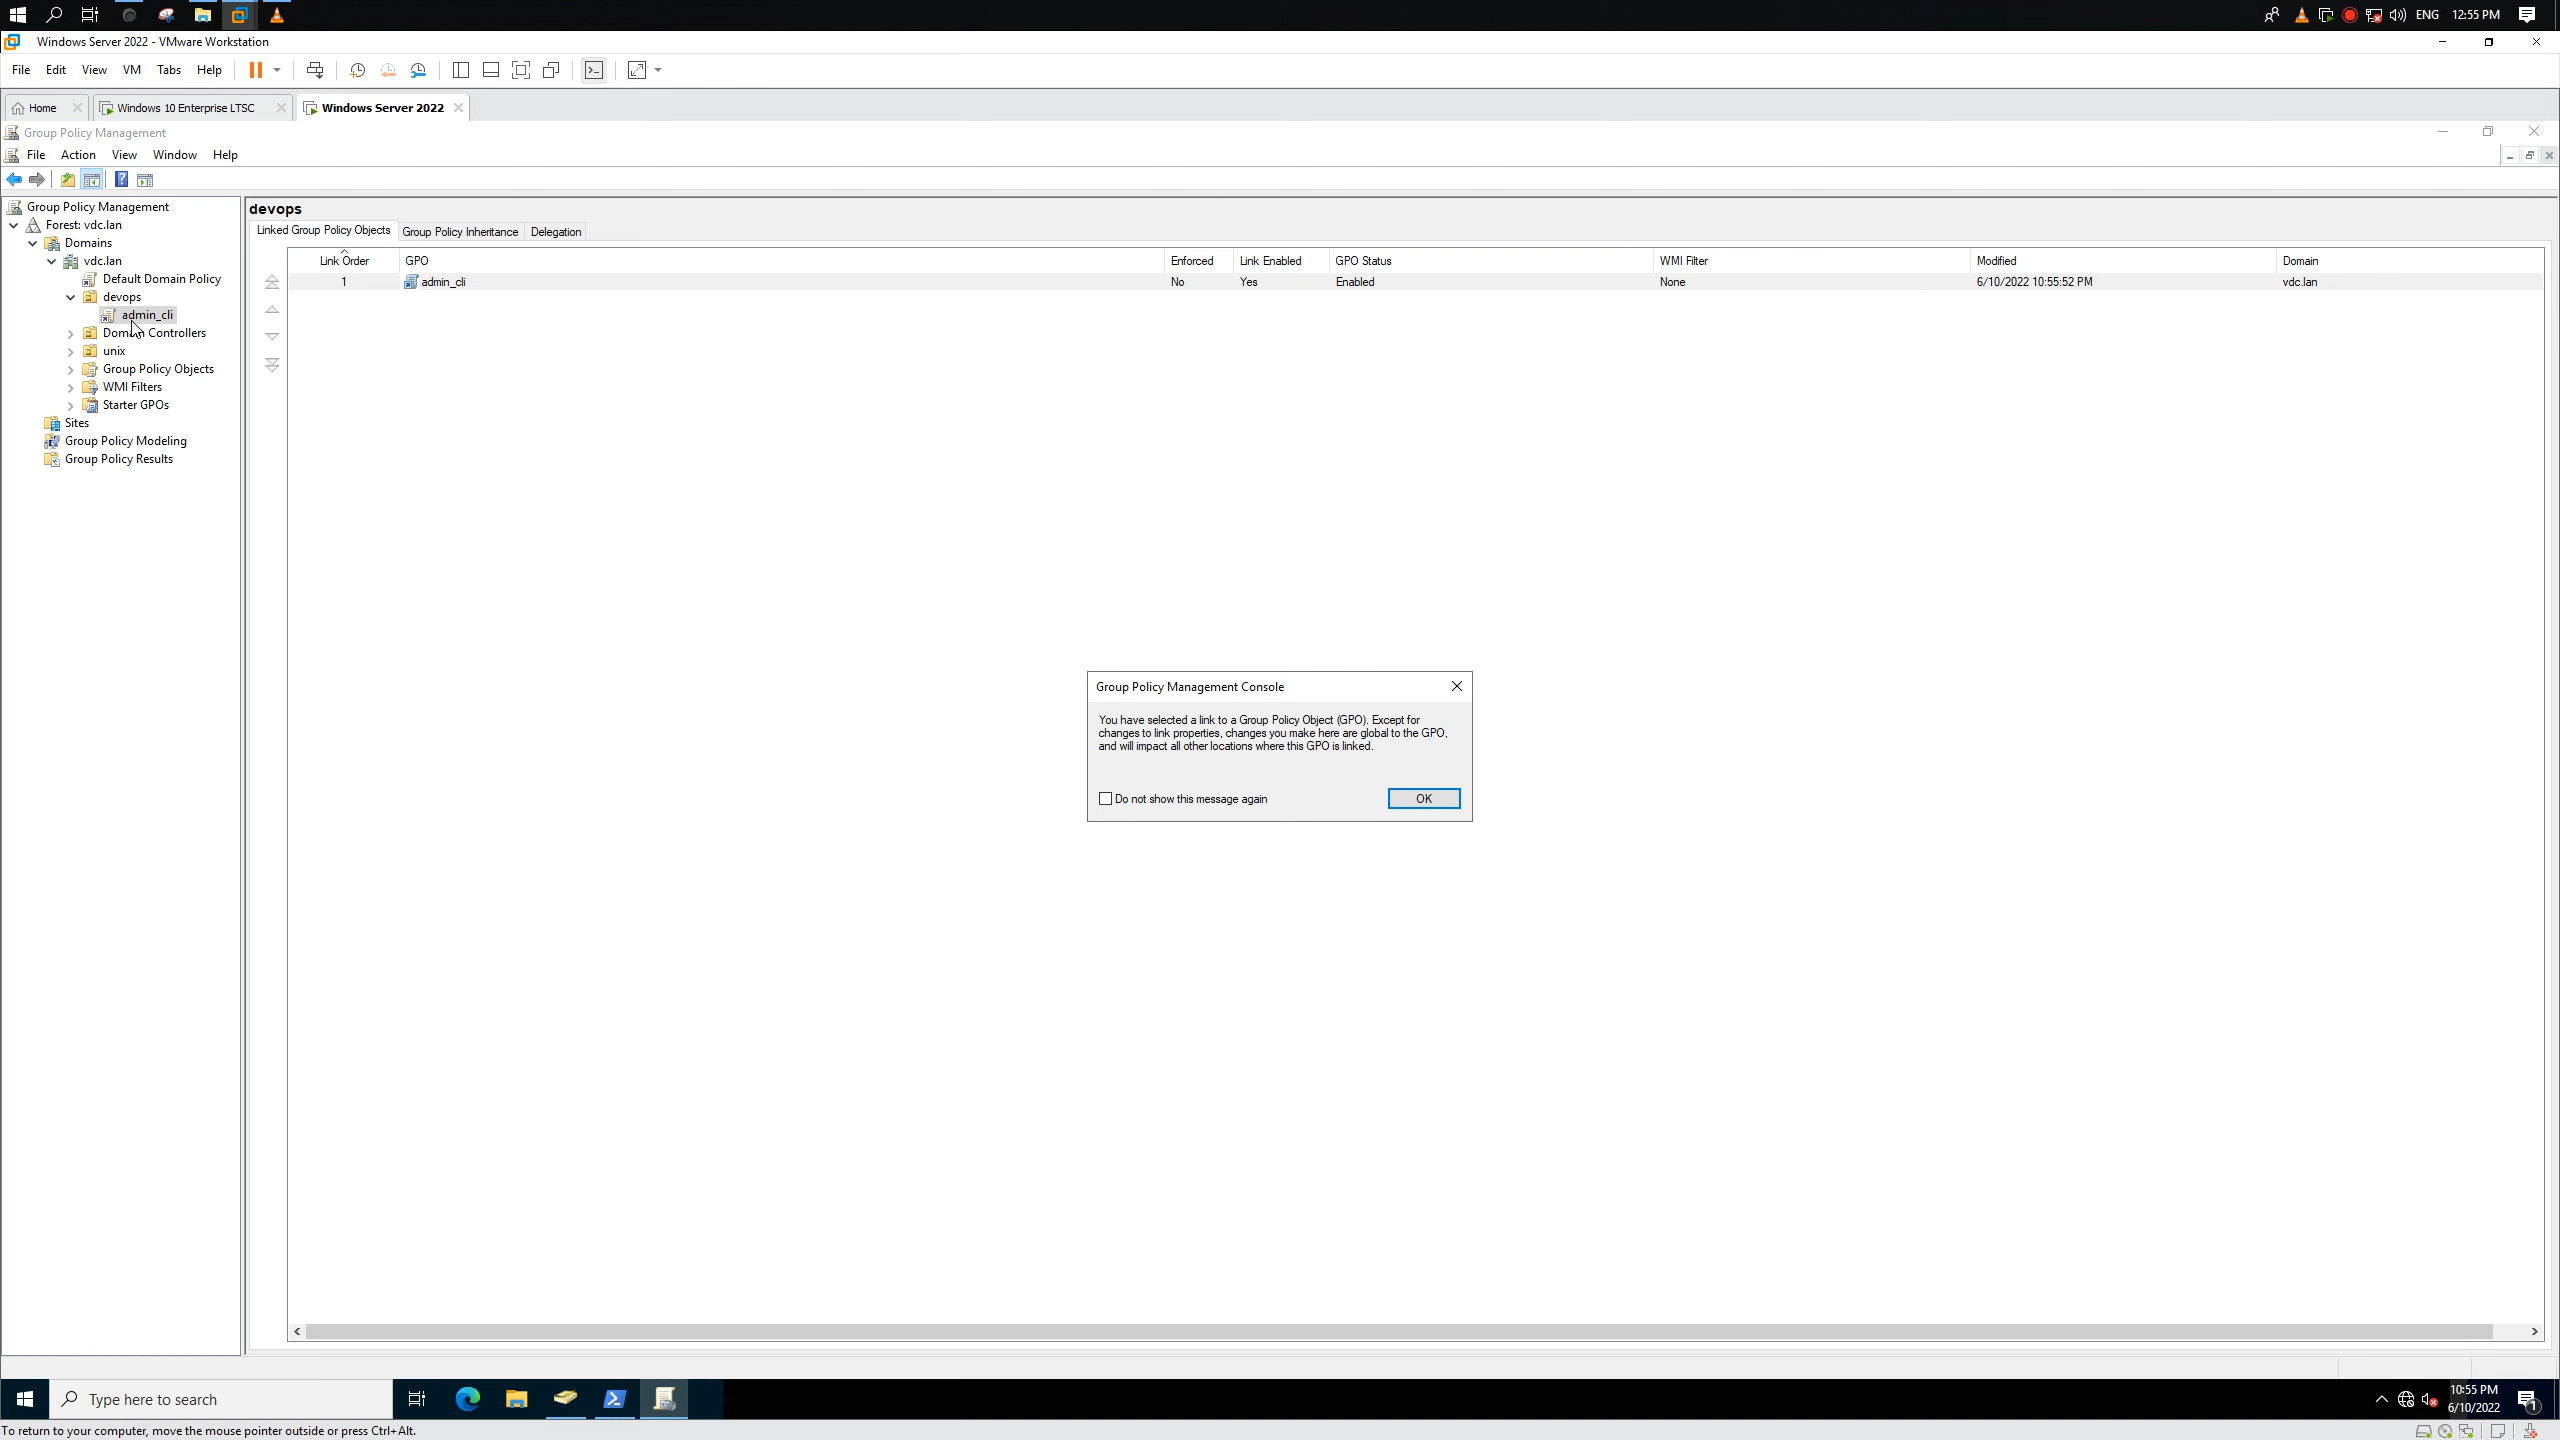 ENG 12:55 PM
Windows Server 2022 - VMware Workstation
File Edit View VM Tabs Help
Home Windows 10 Enterprise LTSC Windows Server 2022
Group Policy Management
File Action View Window Help
Group Policy Management
Forest: vdc.lan
Domains
vdc.lan
Default Domain Policy
devops
admin_cli
Domain Controllers
unix
Group Policy Objects
WMI Filters
Starter GPOs
Sites
Group Policy Modeling
Group Policy Results
devops
Linked Group Policy Objects Group Policy Inheritance Delegation
Link Order GPO Enforced Link Enabled GPO Status WMI Filter Modified Domain
1 admin_cli No Yes Enabled None 6/10/2022 10:55:52 PM vdc.lan
Group Policy Management Console
You have selected a link to a Group Policy Object (GPO). Except for
changes to link properties, changes you make here are global to the GPO,
and will impact all other locations where this GPO is linked.
Do not show this message again OK
Type here to search
10:55 PM
6/10/2022
1
To return to your computer, move the mouse pointer outside or press Ctrl+Alt.